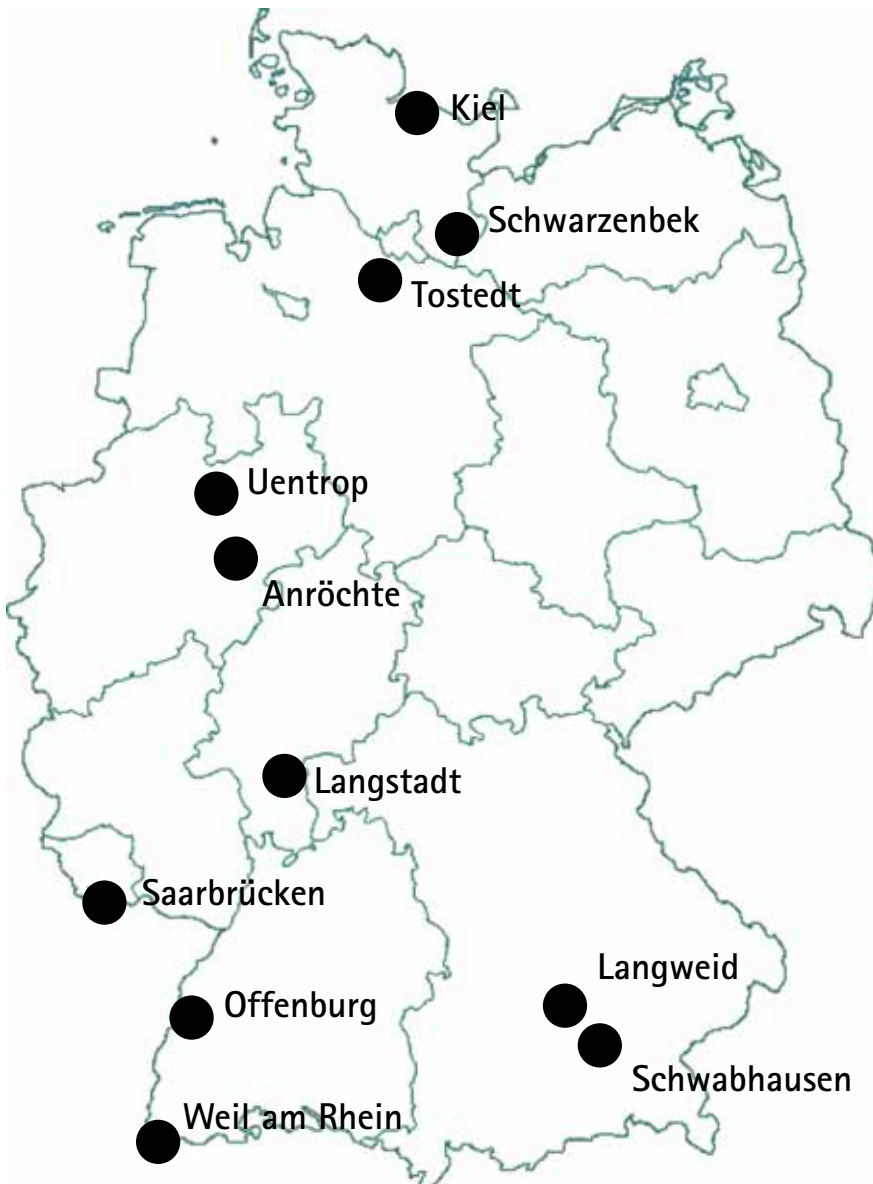 Kiel
Schwarzenbek
Tostedt
Uentrop
Anröchte
Langstadt
Saarbrücken
Langweid
Offenburg
Schwabhausen
Weil am Rhein